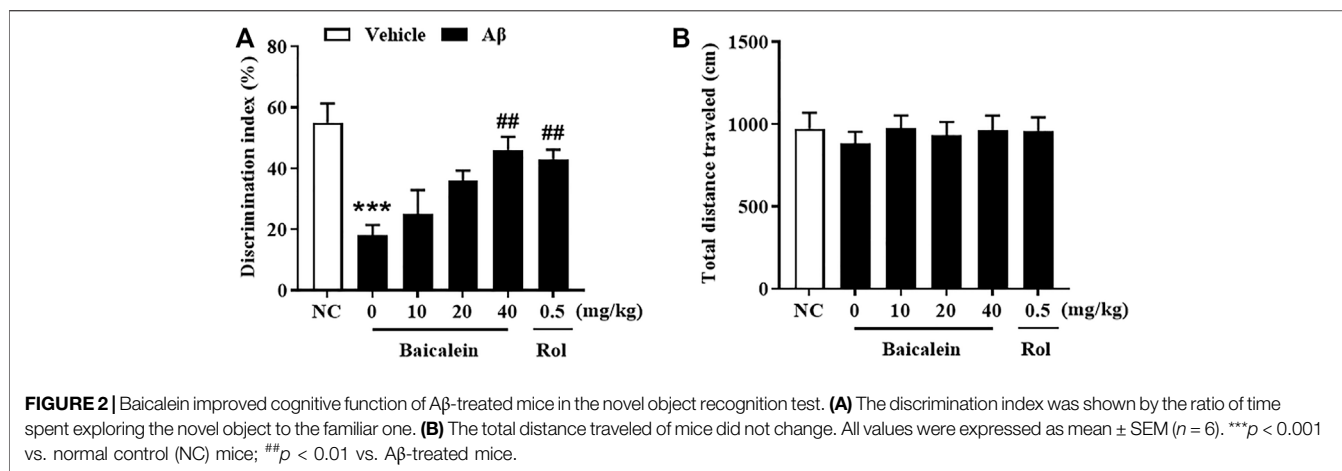 A
Vehicle
Aβ
Discrimination index (%)
80
60
40
20
0
***
##
##
NC 0 10 20 40 0.5 (mg/kg)
Baicalein Rol
B
Total distance traveled (cm)
1500
1000
500
0
NC 0 10 20 40 0.5 (mg/kg)
Baicalein Rol
FIGURE 2 | Baicalein improved cognitive function of Aβ-treated mice in the novel object recognition test. (A) The discrimination index was shown by the ratio of time
spent exploring the novel object to the familiar one. (B) The total distance traveled of mice did not change. All values were expressed as mean ± SEM (n = 6). ***p < 0.001
vs. normal control (NC) mice; ##p < 0.01 vs. Aβ-treated mice.